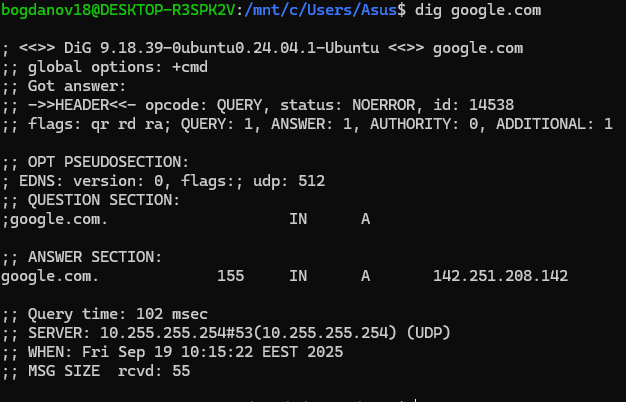 bogdanov18@DESKTOP-R3SPK2V:/mnt/c/Users/Asus$ dig google.com
; <<>> DiG 9.18.39-0ubuntu0.24.04.1-Ubuntu <<>> google.com
;; global options: +cmd
;; Got answer:
;; ->>HEADER<<- opcode: QUERY, status: NOERROR, id: 14538
;; flags: qr rd ra; QUERY: 1, ANSWER: 1, AUTHORITY: 0, ADDITIONAL: 1
;; OPT PSEUDOSECTION:
; EDNS: version: 0, flags:; udp: 512
;; QUESTION SECTION:
;google.com. IN A
;; ANSWER SECTION:
google.com. 155 IN A 142.251.208.142
;; Query time: 102 msec
;; SERVER: 10.255.255.254#53(10.255.255.254) (UDP)
;; WHEN: Fri Sep 19 10:15:22 EEST 2025
;; MSG SIZE rcvd: 55